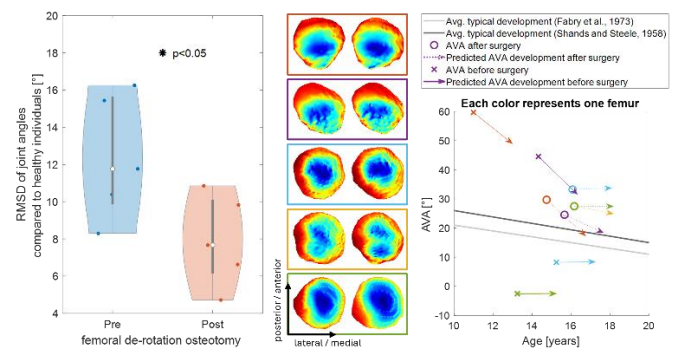 20
18
16
14
12
10
8
6
4
RMSD of joint angles
compared to healthy individuals [°]
✱ p<0.05
Pre
Post
femoral de-rotation osteotomy
posterior / anterior
lateral / medial
Avg. typical development (Fabry et al., 1973)
Avg. typical development (Shands and Steele, 1958)
AVA after surgery
Predicted AVA development after surgery
AVA before surgery
Predicted AVA development before surgery
Each color represents one femur
60
50
40
30
20
10
0
-10
AVA [°]
10
12
14
16
18
20
Age [years]